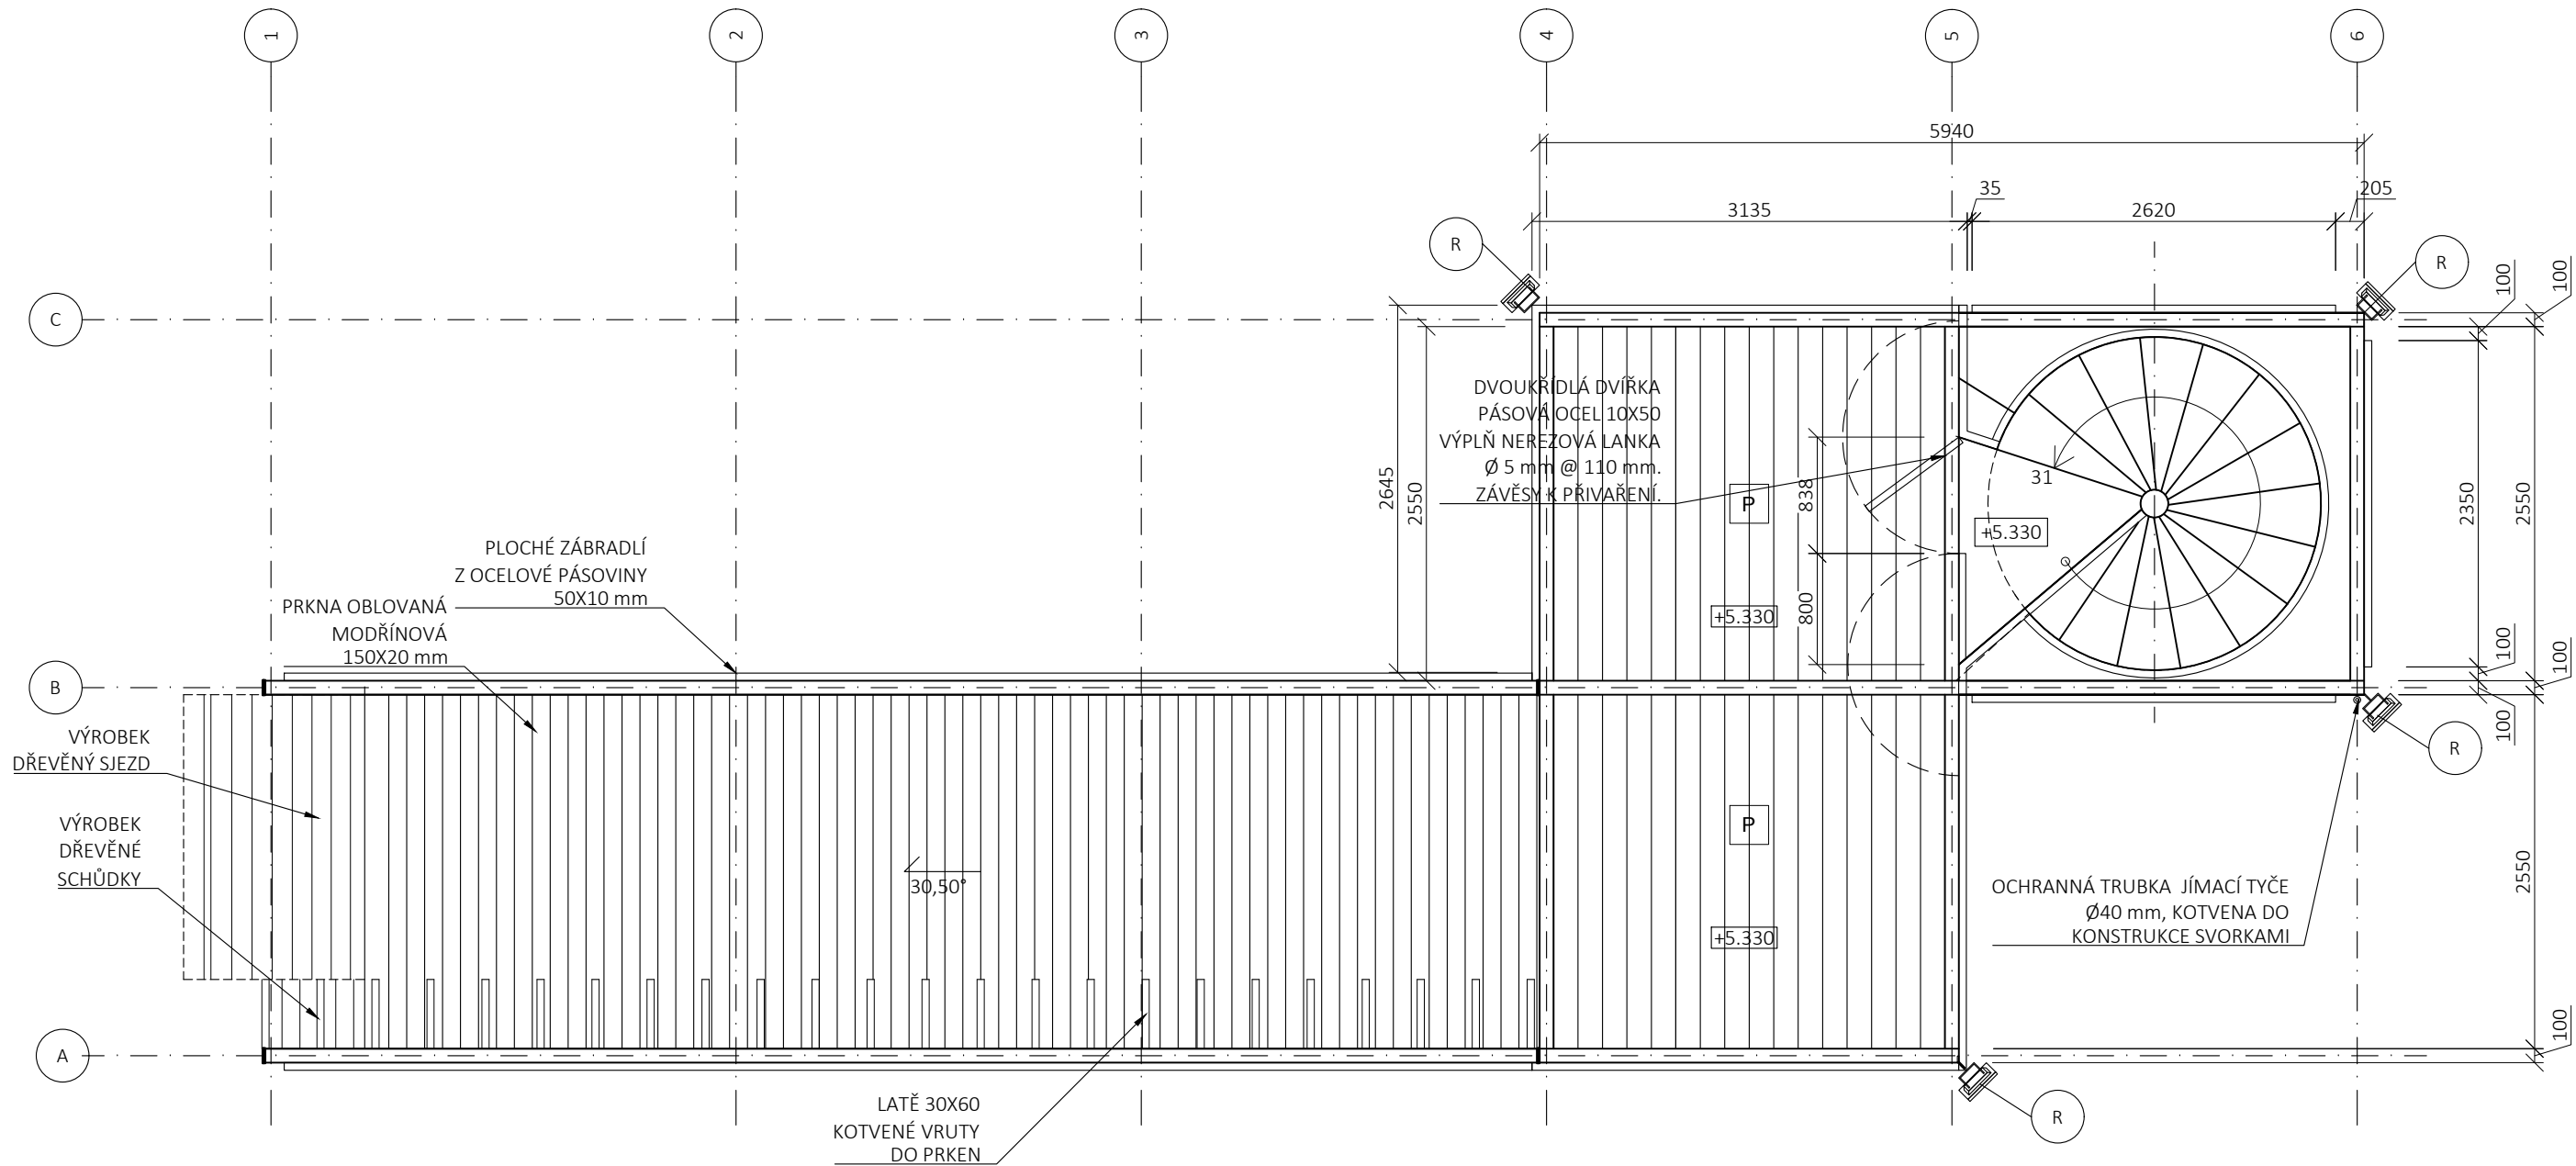 1
2
3
4
5
6
5940
35
205
3135
2620
R
R
100
100
C
DVOUKŘÍDLÁ DVÍŘKA
PÁSOVÁ OCEL 10X50
VÝPLŇ NEREZOVÁ LANKA
Ø 5 mm @ 110 mm.
ZÁVĚSY K PŘIVAŘENÍ.
2645
2550
P
838
31
+5.330
2350
2550
PLOCHÉ ZÁBRADLÍ
Z OCELOVÉ PÁSOVINY
50X10 mm
PRKNA OBLOVANÁ
MODŘÍNOVÁ
150X20 mm
+5.330
800
100
100
B
100
R
VÝROBEK
DŘEVĚNÝ SJEZD
VÝROBEK
DŘEVĚNÉ
SCHŮDKY
P
30,50°
+5.330
OCHRANNÁ TRUBKA JÍMACÍ TYČE
Ø40 mm, KOTVENA DO
KONSTRUKCE SVORKAMI
2550
100
A
LATĚ 30X60
KOTVENÉ VRUTY
DO PRKEN
R